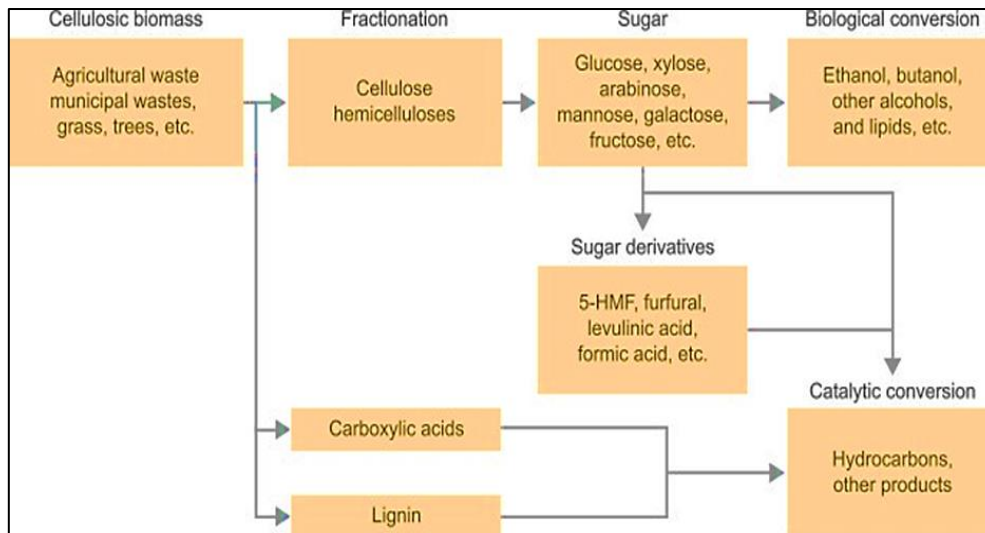 Cellulosic biomass
Agricultural waste
municipal wastes,
grass, trees, etc.
Fractionation
Cellulose
hemicelluloses
Sugar
Glucose, xylose,
arabinose,
mannose, galactose,
fructose, etc.
Biological conversion
Ethanol, butanol,
other alcohols,
and lipids, etc.
Sugar derivatives
5-HMF, furfural,
levulinic acid,
formic acid, etc.
Carboxylic acids
Lignin
Catalytic conversion
Hydrocarbons,
other products